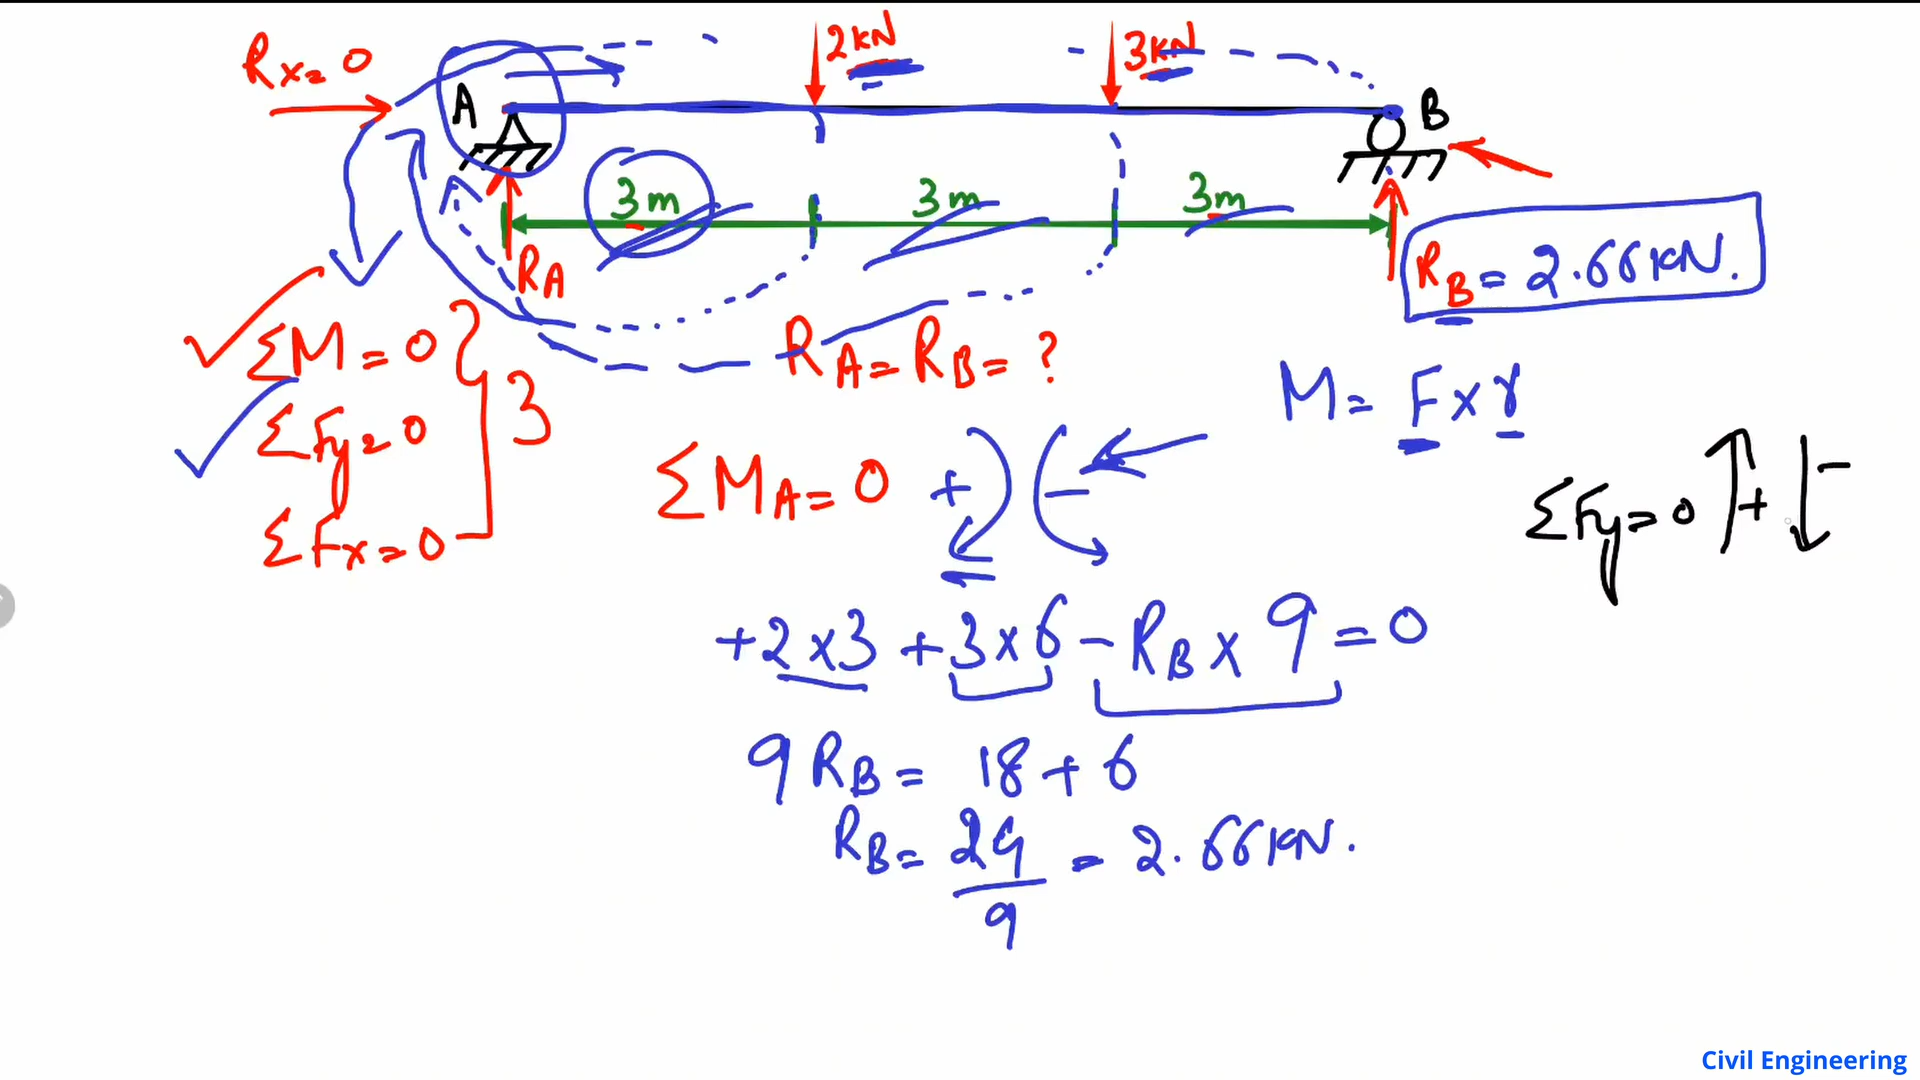 Rx=0
A
2kN
3kN
B
3m
3m
3m
RA
RB = 2.66KN.
ΣM = 0
ΣFy=0
ΣFx=0
3
RA=RB=?
M= F×r
ΣMA=0 + −
ΣFy=0 + −
+2×3 +3×6 −RB×9=0
9RB= 18+6
RB= 24/9 = 2.66KN.
Civil Engineering